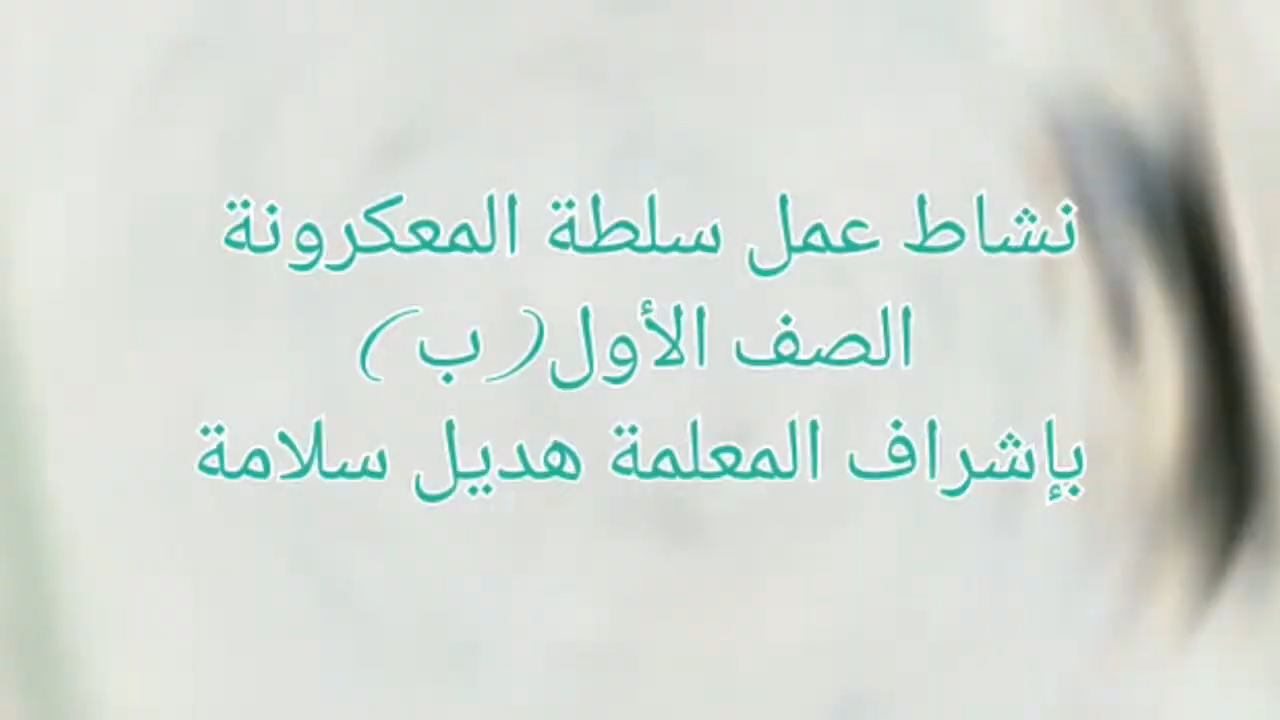 نشاط عمل سلطة المعكرونة
الصف الأول( ب )
بإشراف المعلمة هديل سلامة